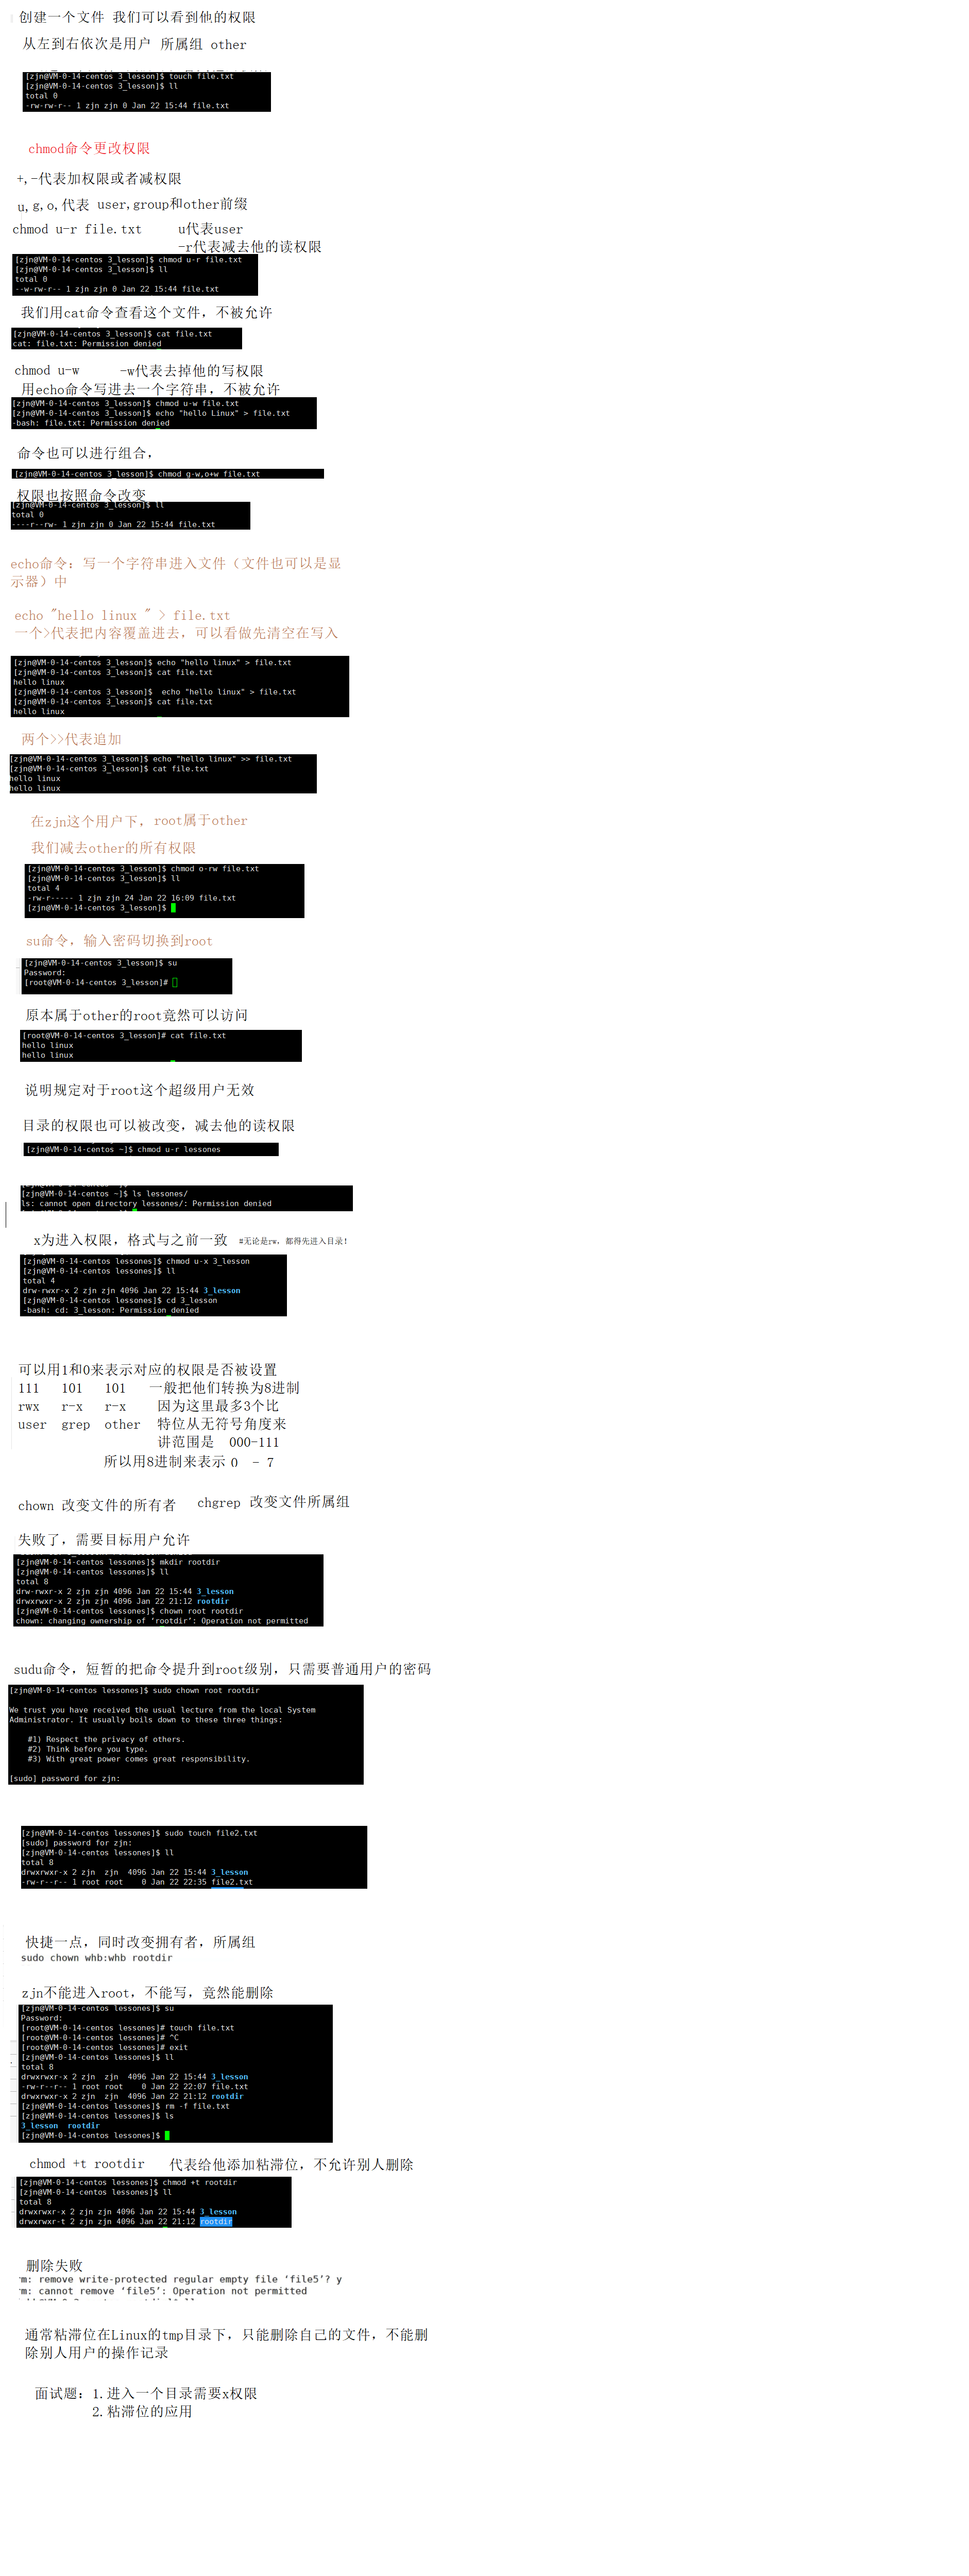 创建一个文件 我们可以看到他的权限
从左到右依次是用户 所属组 other
[zjn@VM-0-14-centos 3_lesson]$ touch file.txt
[zjn@VM-0-14-centos 3_lesson]$ ll
total 0
-rw-rw-r-- 1 zjn zjn 0 Jan 22 15:44 file.txt
chmod命令更改权限
+,-代表加权限或者减权限
u,g,o,代表 user,group和other前缀
chmod u-r file.txt u代表user
-r代表减去他的读权限
[zjn@VM-0-14-centos 3_lesson]$ chmod u-r file.txt
[zjn@VM-0-14-centos 3_lesson]$ ll
total 0
--w-rw-r-- 1 zjn zjn 0 Jan 22 15:44 file.txt
我们用cat命令查看这个文件，不被允许
[zjn@VM-0-14-centos 3_lesson]$ cat file.txt
cat: file.txt: Permission denied
chmod u-w -w代表去掉他的写权限
用echo命令写进去一个字符串，不被允许
[zjn@VM-0-14-centos 3_lesson]$ chmod u-w file.txt
[zjn@VM-0-14-centos 3_lesson]$ echo "hello Linux" > file.txt
-bash: file.txt: Permission denied
命令也可以进行组合，
[zjn@VM-0-14-centos 3_lesson]$ chmod g-w,o+w file.txt
权限也按照命令改变
[zjn@VM-0-14-centos 3_lesson]$ ll
total 0
----r--rw- 1 zjn zjn 0 Jan 22 15:44 file.txt
echo命令：写一个字符串进入文件（文件也可以是显
示器）中
echo "hello linux " > file.txt
一个>代表把内容覆盖进去，可以看做先清空在写入
[zjn@VM-0-14-centos 3_lesson]$ echo "hello linux" > file.txt
[zjn@VM-0-14-centos 3_lesson]$ cat file.txt
hello linux
[zjn@VM-0-14-centos 3_lesson]$  echo "hello linux" > file.txt
[zjn@VM-0-14-centos 3_lesson]$ cat file.txt
hello linux
两个>>代表追加
[zjn@VM-0-14-centos 3_lesson]$ echo "hello linux" >> file.txt
[zjn@VM-0-14-centos 3_lesson]$ cat file.txt
hello linux
hello linux
在zjn这个用户下，root属于other
我们减去other的所有权限
[zjn@VM-0-14-centos 3_lesson]$ chmod o-rw file.txt
[zjn@VM-0-14-centos 3_lesson]$ ll
total 4
-rw-r----- 1 zjn zjn 24 Jan 22 16:09 file.txt
[zjn@VM-0-14-centos 3_lesson]$
su命令，输入密码切换到root
[zjn@VM-0-14-centos 3_lesson]$ su
Password:
[root@VM-0-14-centos 3_lesson]#
原本属于other的root竟然可以访问
[root@VM-0-14-centos 3_lesson]# cat file.txt
hello linux
hello linux
说明规定对于root这个超级用户无效
目录的权限也可以被改变，减去他的读权限
[zjn@VM-0-14-centos ~]$ chmod u-r lessones
[zjn@VM-0-14-centos ~]$ ls lessones/
ls: cannot open directory lessones/: Permission denied
x为进入权限，格式与之前一致 #无论是rw，都得先进入目录！
[zjn@VM-0-14-centos lessones]$ chmod u-x 3_lesson
[zjn@VM-0-14-centos lessones]$ ll
total 4
drw-rwxr-x 2 zjn zjn 4096 Jan 22 15:44 3_lesson
[zjn@VM-0-14-centos lessones]$ cd 3_lesson
-bash: cd: 3_lesson: Permission denied
可以用1和0来表示对应的权限是否被设置
111 101 101 一般把他们转换为8进制
rwx r-x r-x 因为这里最多3个比
user grep other 特位从无符号角度来
讲范围是 000-111
所以用8进制来表示 0 - 7
chown 改变文件的所有者 chgrep 改变文件所属组
失败了，需要目标用户允许
[zjn@VM-0-14-centos lessones]$ mkdir rootdir
[zjn@VM-0-14-centos lessones]$ ll
total 8
drw-rwxr-x 2 zjn zjn 4096 Jan 22 15:44 3_lesson
drwxrwxr-x 2 zjn zjn 4096 Jan 22 21:12 rootdir
[zjn@VM-0-14-centos lessones]$ chown root rootdir
chown: changing ownership of ‘rootdir’: Operation not permitted
sudu命令，短暂的把命令提升到root级别，只需要普通用户的密码
[zjn@VM-0-14-centos lessones]$ sudo chown root rootdir
We trust you have received the usual lecture from the local System
Administrator. It usually boils down to these three things:
#1) Respect the privacy of others.
#2) Think before you type.
#3) With great power comes great responsibility.
[sudo] password for zjn:
[zjn@VM-0-14-centos lessones]$ sudo touch file2.txt
[sudo] password for zjn:
[zjn@VM-0-14-centos lessones]$ ll
total 8
drwxrwxr-x 2 zjn  zjn  4096 Jan 22 15:44 3_lesson
-rw-r--r-- 1 root root    0 Jan 22 22:35 file2.txt
快捷一点，同时改变拥有者，所属组
sudo chown whb:whb rootdir
zjn不能进入root，不能写，竟然能删除
[zjn@VM-0-14-centos lessones]$ su
Password:
[root@VM-0-14-centos lessones]# touch file.txt
[root@VM-0-14-centos lessones]# ^C
[root@VM-0-14-centos lessones]# exit
[zjn@VM-0-14-centos lessones]$ ll
total 8
drwxrwxr-x 2 zjn  zjn  4096 Jan 22 15:44 3_lesson
-rw-r--r-- 1 root root    0 Jan 22 22:07 file.txt
drwxrwxr-x 2 zjn  zjn  4096 Jan 22 21:12 rootdir
[zjn@VM-0-14-centos lessones]$ rm -f file.txt
[zjn@VM-0-14-centos lessones]$ ls
3_lesson  rootdir
[zjn@VM-0-14-centos lessones]$
chmod +t rootdir 代表给他添加粘滞位，不允许别人删除
[zjn@VM-0-14-centos lessones]$ chmod +t rootdir
[zjn@VM-0-14-centos lessones]$ ll
total 8
drwxrwxr-x 2 zjn zjn 4096 Jan 22 15:44 3_lesson
drwxrwxr-t 2 zjn zjn 4096 Jan 22 21:12 rootdir
删除失败
rm: remove write-protected regular empty file ‘file5’? y
rm: cannot remove ‘file5’: Operation not permitted
通常粘滞位在Linux的tmp目录下，只能删除自己的文件，不能删
除别人用户的操作记录
面试题：1.进入一个目录需要x权限
2.粘滞位的应用